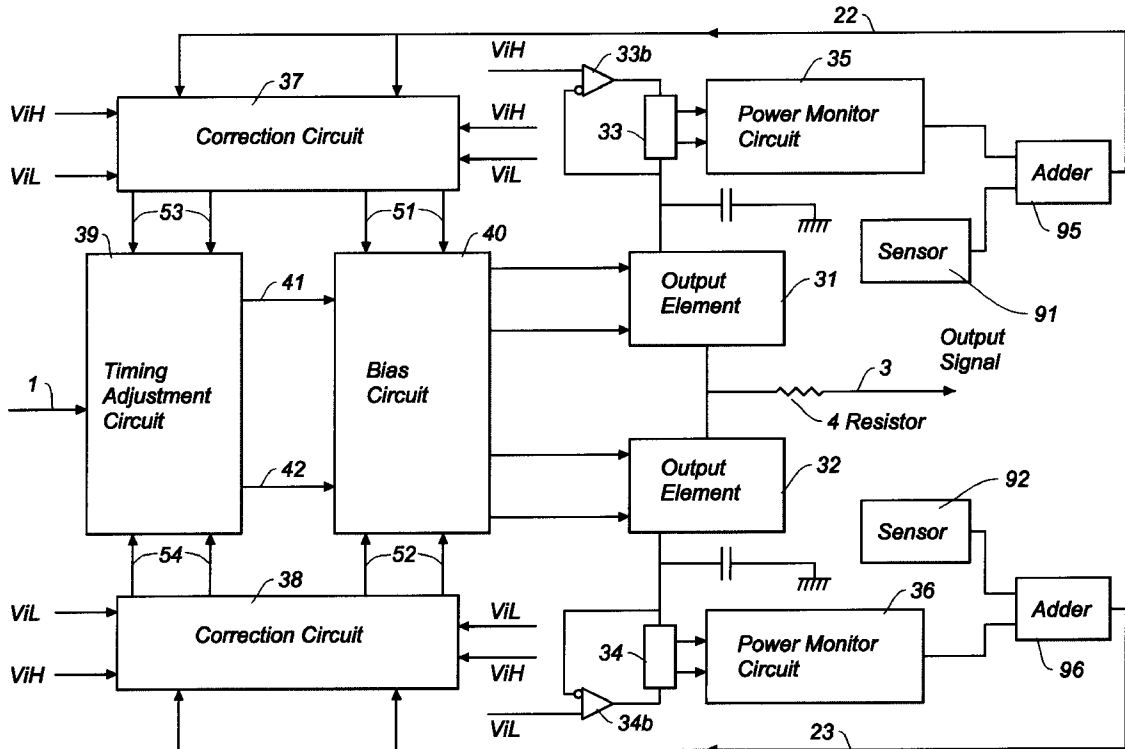 22
ViH
33b
35
37
ViH
Correction Circuit
ViH
33
Power Monitor
Circuit
ViL
ViL
Adder
53
51
95
39
40
Sensor
Output
Element
31
91
41
Output
Signal
1
Timing
Adjustment
Circuit
Bias
Circuit
3
4 Resistor
42
Output
Element
32
92
Sensor
54
52
38
36
ViL
ViL
Correction Circuit
34
Power Monitor
Circuit
Adder
ViH
ViH
96
34b
ViL
23